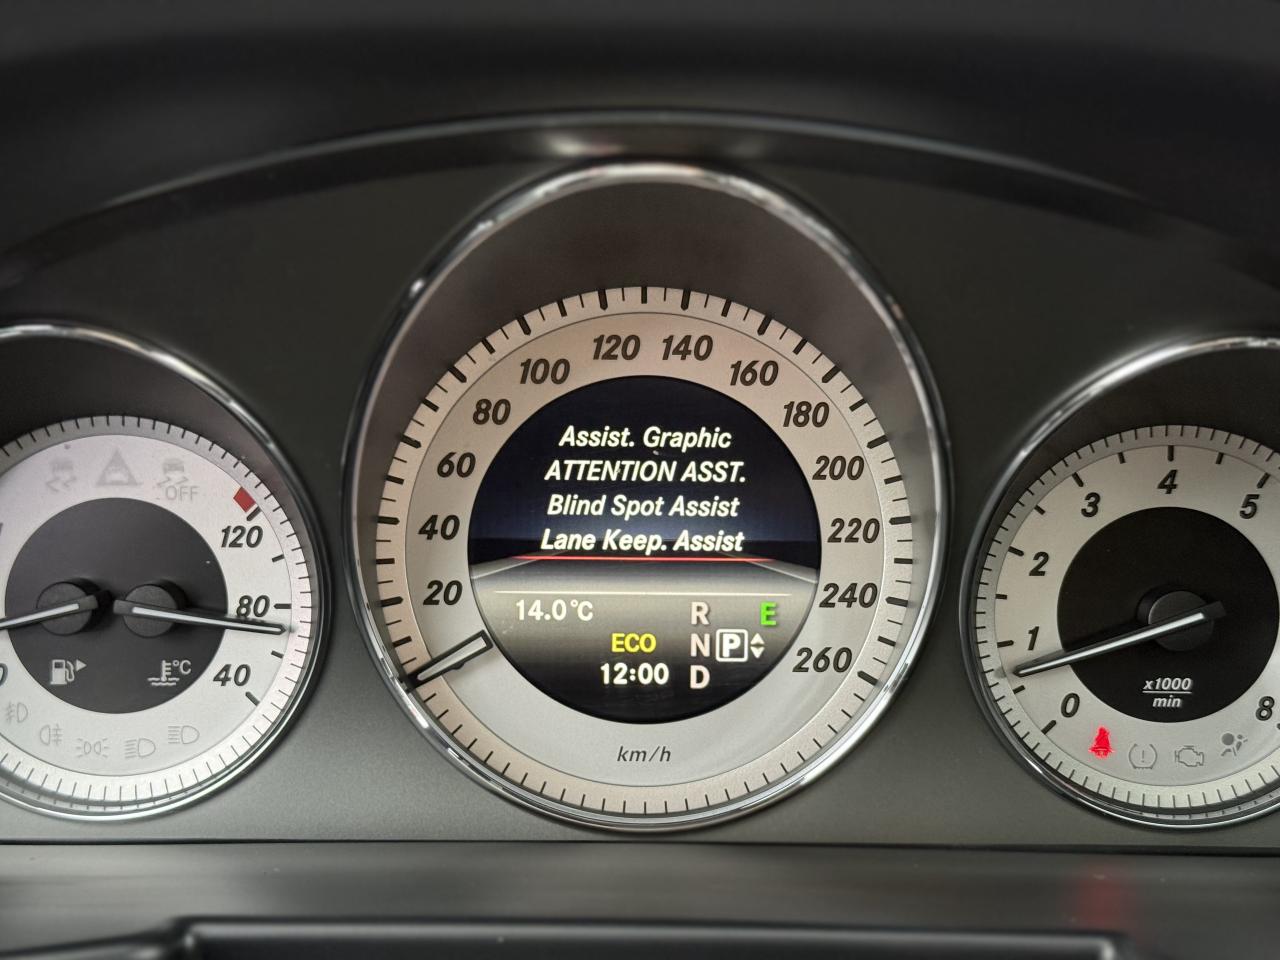 Assist. Graphic
ATTENTION ASST.
Blind Spot Assist
Lane Keep. Assist
14.0°C
R
E
ECO
N
P
12:00
D
20
40
60
80
100
120
140
160
180
200
220
240
260
km/h
OFF
120
80
40
°C
0
1
2
3
4
5
8
x1000
min